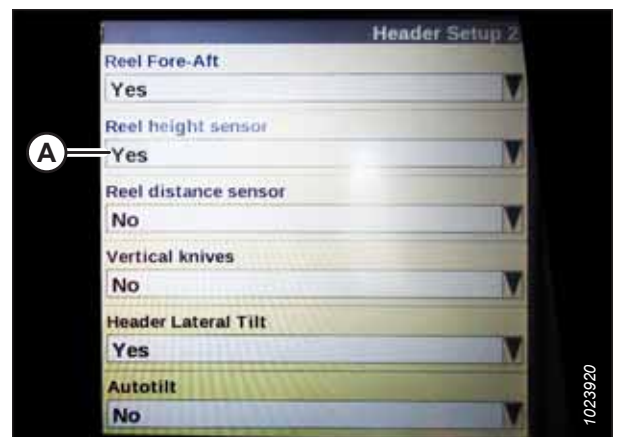 Header Setup 2
Reel Fore-Aft
Yes
Reel height sensor
A
Yes
Reel distance sensor
No
Vertical knives
No
Header Lateral Tilt
Yes
Autotilt
No
1023920